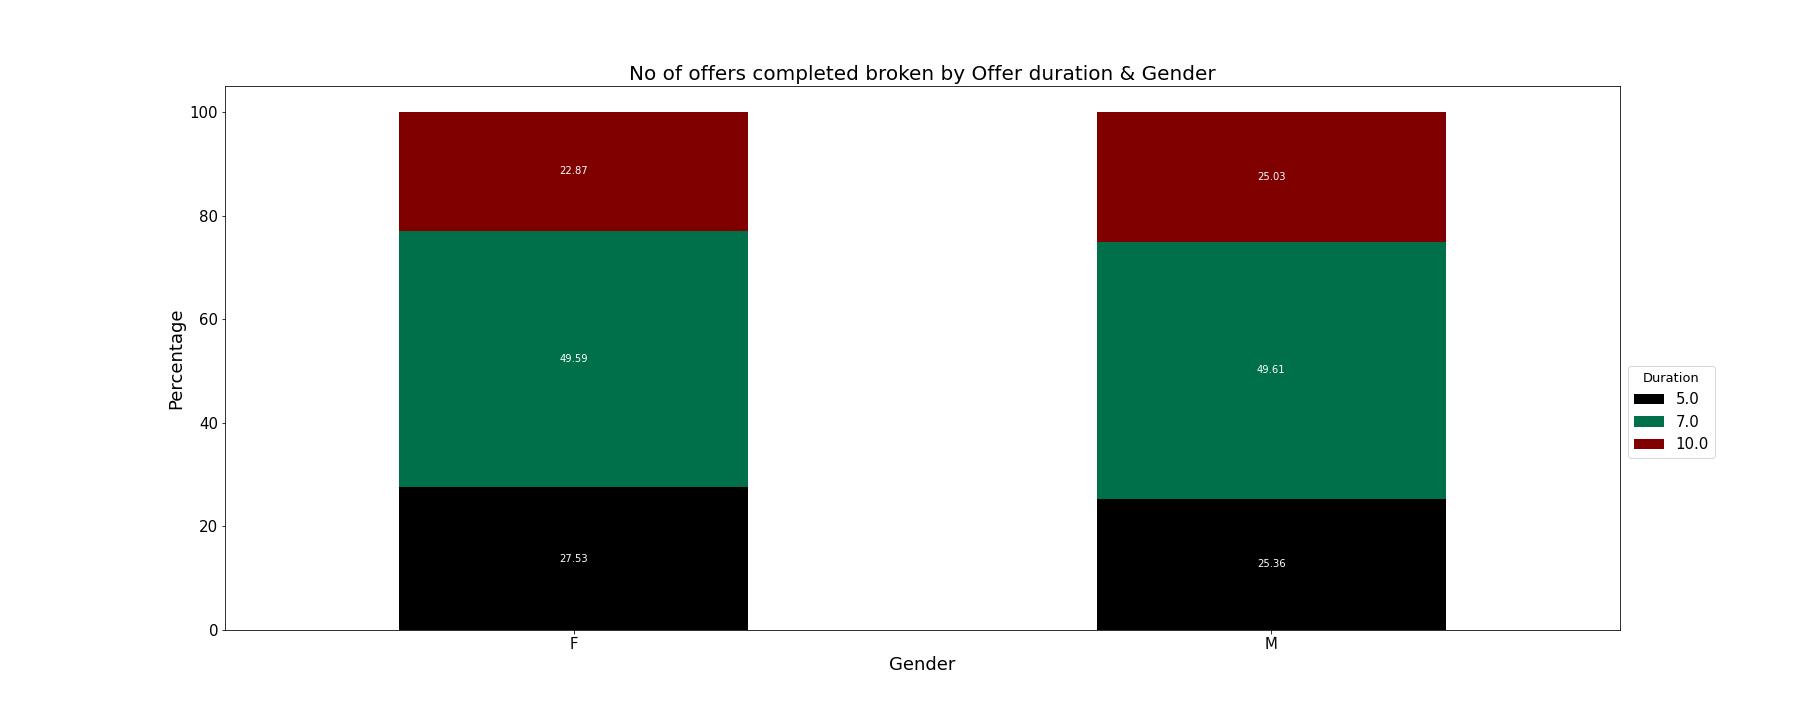 No of offers completed broken by Offer duration & Gender
100
80
60
40
20
0
Percentage
22.87
49.59
27.53
25.03
49.61
25.36
F
M
Gender
Duration
5.0
7.0
10.0